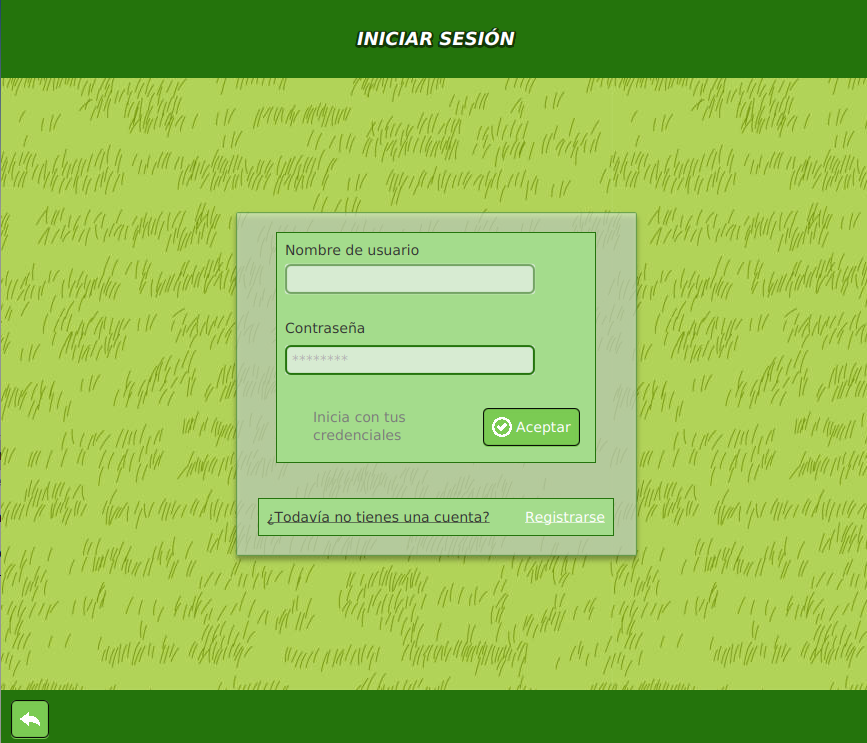 INICIAR SESIÓN
Nombre de usuario
Contraseña
********
Inicia con tus
credenciales
Aceptar
¿Todavía no tienes una cuenta? Registrarse